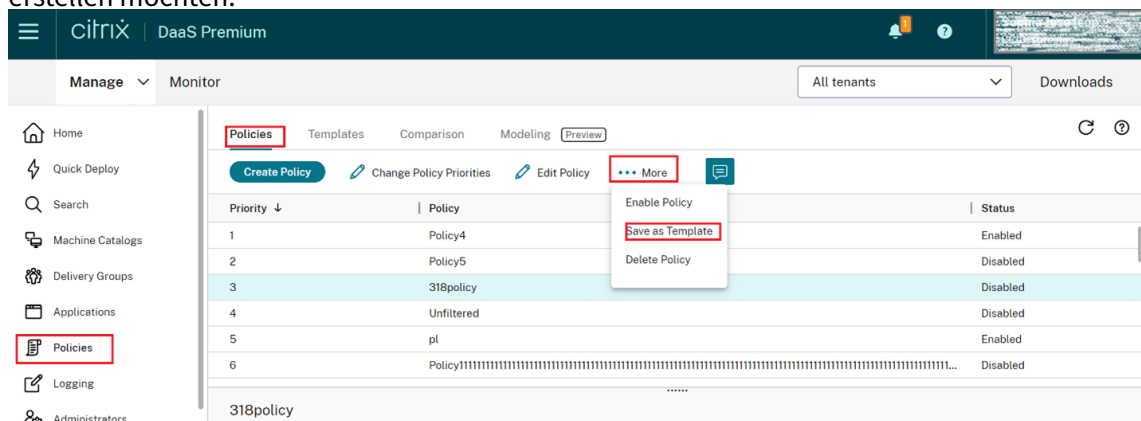 erstellen möchten.
citrix | DaaS Premium 1
Manage Monitor All tenants Downloads
Home
Quick Deploy
Search
Machine Catalogs
Delivery Groups
Applications
Policies
Logging
Administrators
Policies Templates Comparison Modeling Preview
Create Policy Change Policy Priorities Edit Policy ••• More
Enable Policy
Save as Template
Delete Policy
Priority ↓ | Policy | Status
1 Policy4 Enabled
2 Policy5 Disabled
3 318policy Disabled
4 Unfiltered Disabled
5 pl Enabled
6 Disabled
318policy